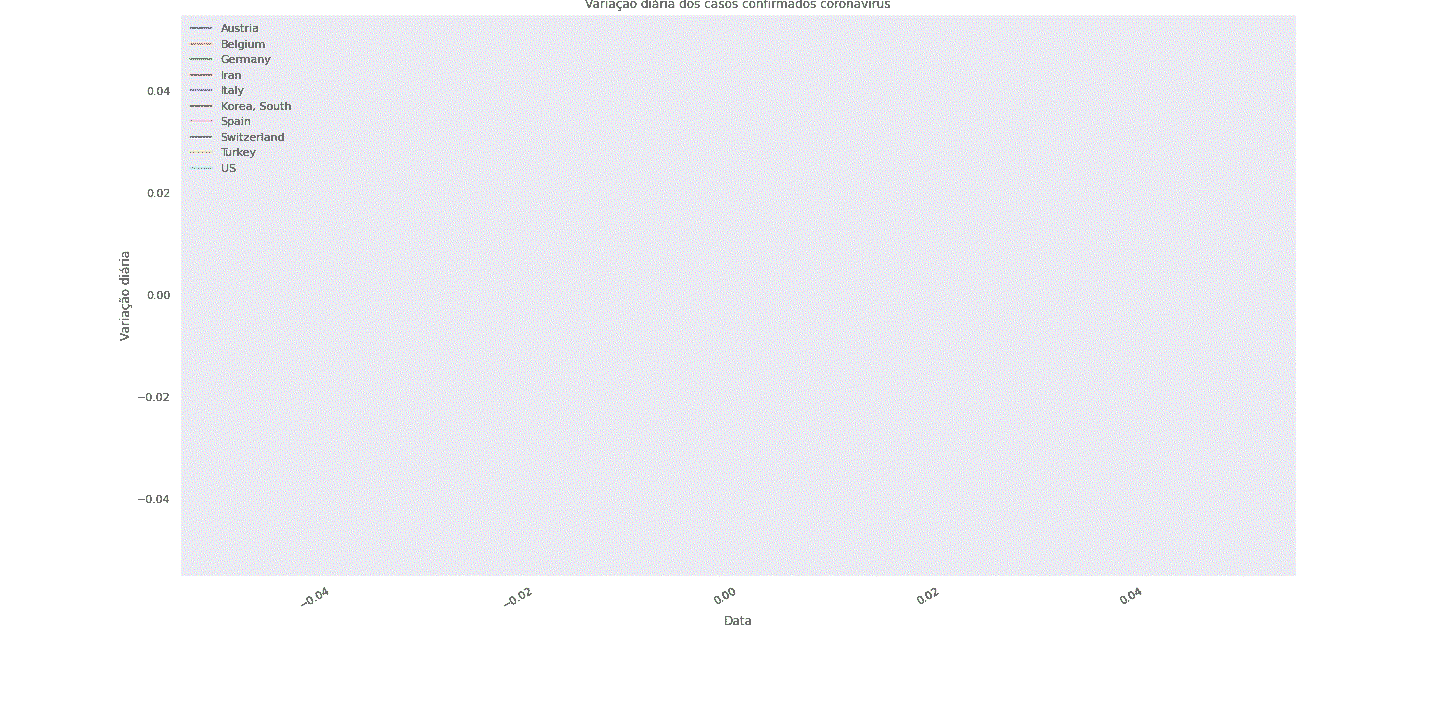 Variação diária dos casos confirmados coronavírus
Austria
Belgium
Germany
Iran
Italy
Korea, South
Spain
Switzerland
Turkey
US
0.04
0.02
0.00
−0.02
−0.04
Variação diária
−0.04
−0.02
0.00
0.02
0.04
Data